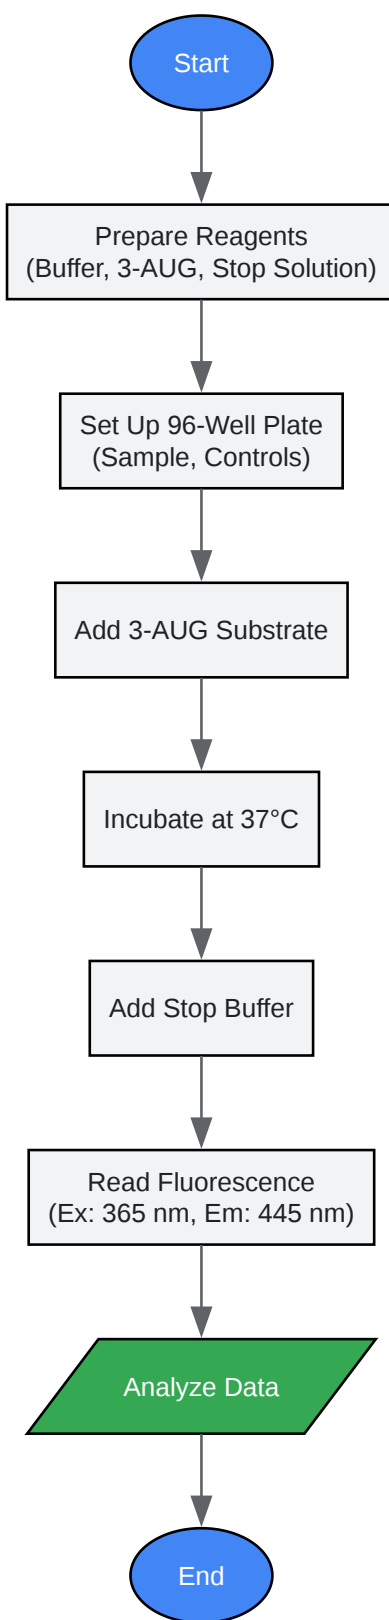 Start
Prepare Reagents
(Buffer, 3-AUG, Stop Solution)
Set Up 96-Well Plate
(Sample, Controls)
Add 3-AUG Substrate
Incubate at 37°C
Add Stop Buffer
Read Fluorescence
(Ex: 365 nm, Em: 445 nm)
Analyze Data
End